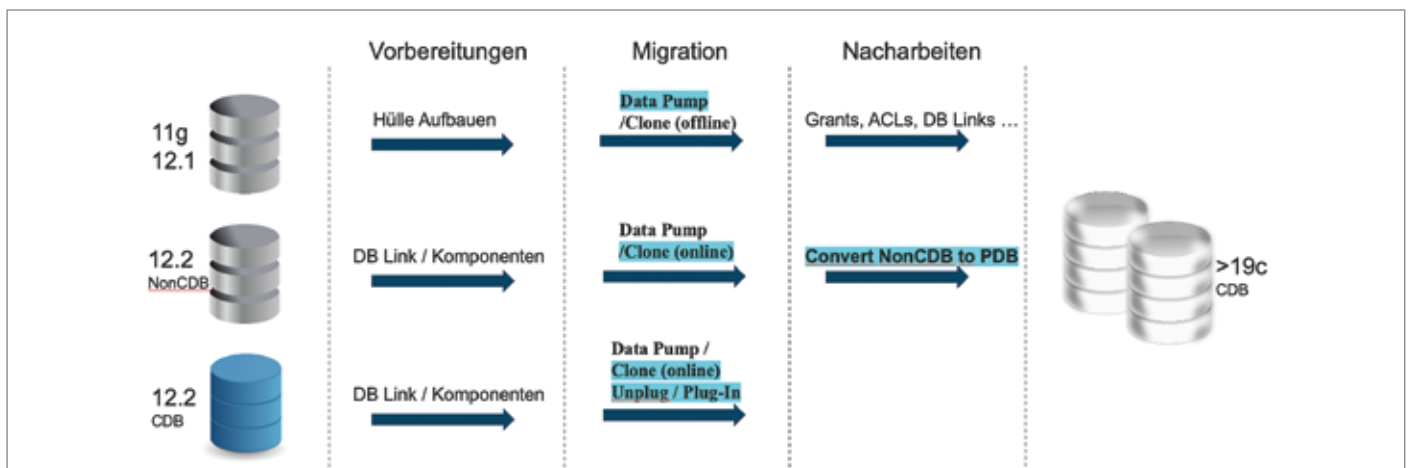 Vorbereitungen
Migration
Nacharbeiten
11g
12.1
Hülle Aufbauen
Data Pump
/Clone (offline)
Grants, ACLs, DB Links ...
12.2
NonCDB
DB Link / Komponenten
Data Pump
/Clone (online)
Convert NonCDB to PDB
>19c
CDB
12.2
CDB
DB Link / Komponenten
Data Pump /
Clone (online)
Unplug / Plug-In